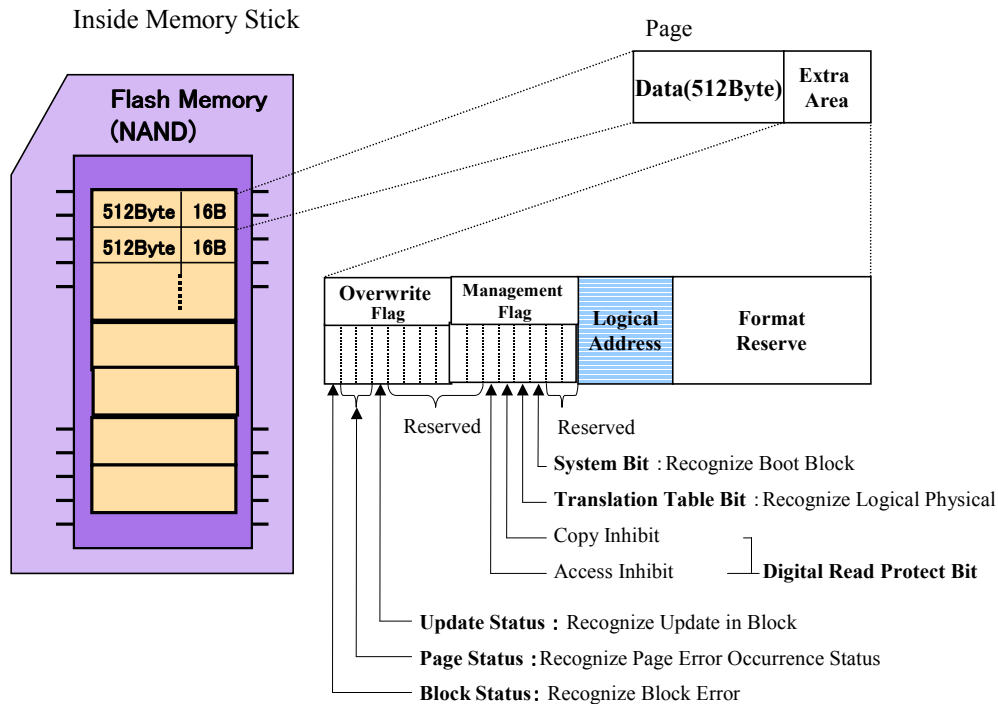 Inside Memory Stick
Page
Data(512Byte)
Extra
Area
Flash Memory
(NAND)
512Byte 16B
512Byte 16B
Overwrite
Flag
Management
Flag
Logical
Address
Format
Reserve
Reserved
Reserved
System Bit : Recognize Boot Block
Translation Table Bit : Recognize Logical Physical
Copy Inhibit
Access Inhibit
Digital Read Protect Bit
Update Status : Recognize Update in Block
Page Status : Recognize Page Error Occurrence Status
Block Status : Recognize Block Error